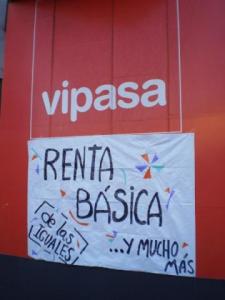 vipasa
RENTA
BÁSICA
de las
IGUALES
...Y MUCHO
MÁS